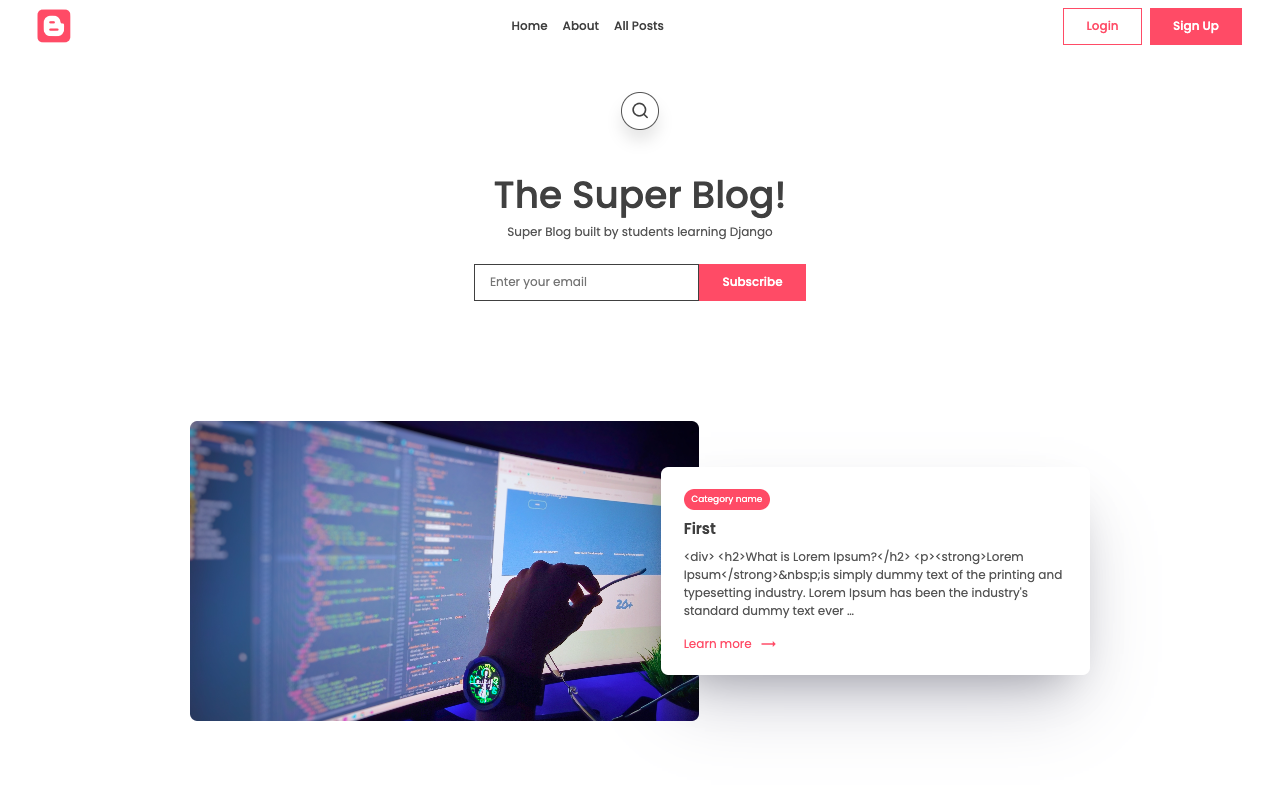 Home About All Posts Login Sign Up
The Super Blog!
Super Blog built by students learning Django
Enter your email Subscribe
Category name
First
<div> <h2>What is Lorem Ipsum?</h2> <p><strong>Lorem
Ipsum</strong>&nbsp;is simply dummy text of the printing and
typesetting industry. Lorem Ipsum has been the industry's
standard dummy text ever …
Learn more
20+